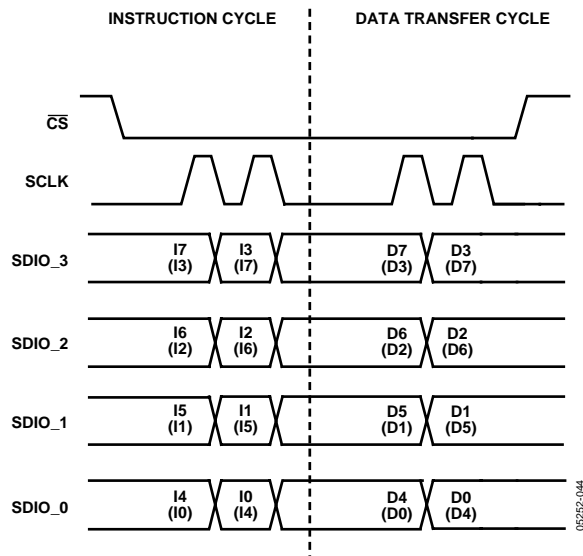 INSTRUCTION CYCLE DATA TRANSFER CYCLE
CS
SCLK
SDIO_3 I7 (I3) I3 (I7) D7 (D3) D3 (D7)
SDIO_2 I6 (I2) I2 (I6) D6 (D2) D2 (D6)
SDIO_1 I5 (I1) I1 (I5) D5 (D1) D1 (D5)
SDIO_0 I4 (I0) I0 (I4) D4 (D0) D0 (D4)
05252-044